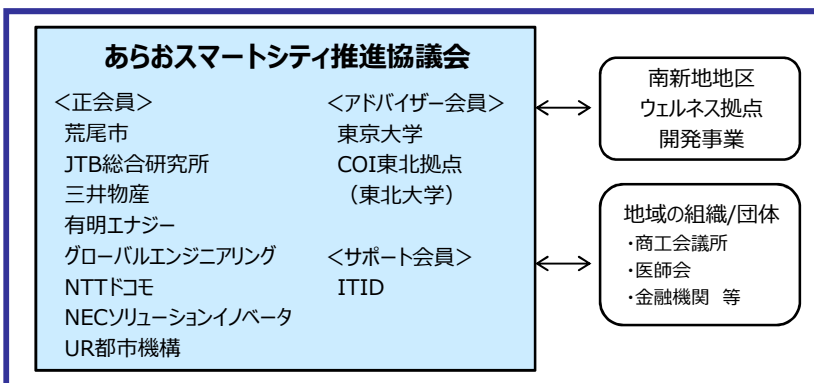 あらおスマートシティ推進協議会
＜正会員＞
荒尾市
JTB総合研究所
三井物産
有明エナジー
グローバルエンジニアリング
NTTドコモ
NECソリューションイノベータ
UR都市機構
＜アドバイザー会員＞
東京大学
COI東北拠点
（東北大学）
＜サポート会員＞
ITID
南新地地区
ウェルネス拠点
開発事業
地域の組織/団体
・商工会議所
・医師会
・金融機関 等